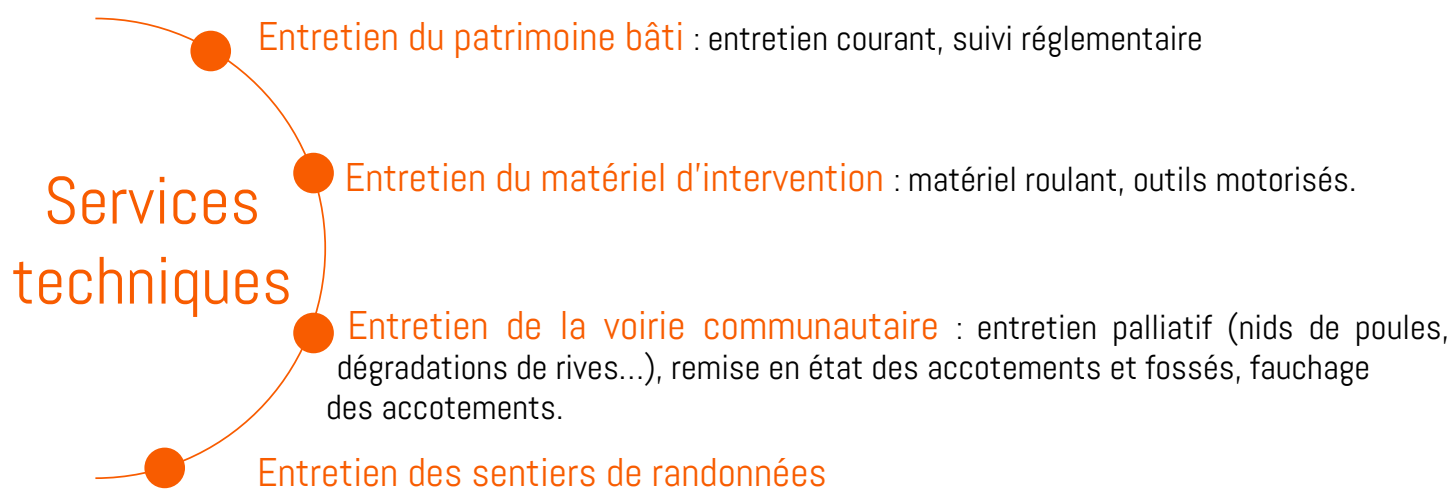 Services
techniques
Entretien du patrimoine bâti : entretien courant, suivi réglementaire
Entretien du matériel d’intervention : matériel roulant, outils motorisés.
Entretien de la voirie communautaire : entretien palliatif (nids de poules,
dégradations de rives…), remise en état des accotements et fossés, fauchage
des accotements.
Entretien des sentiers de randonnées